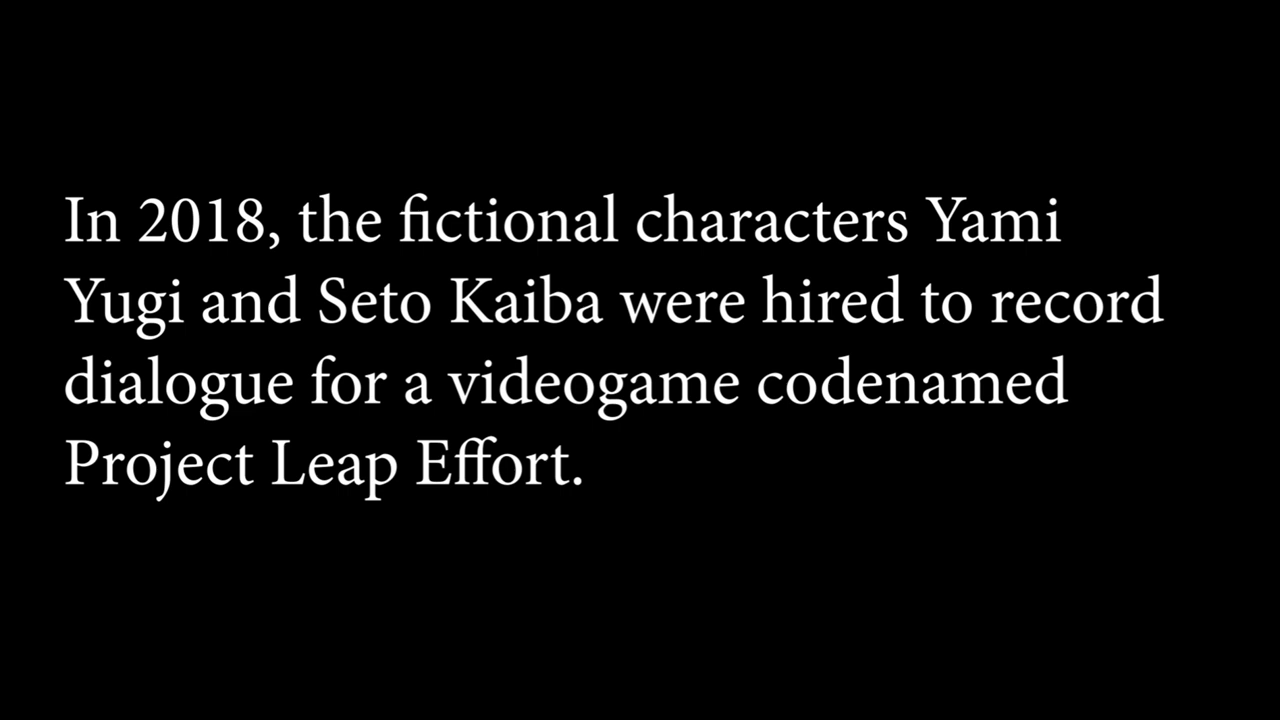 In 2018, the fictional characters Yami
Yugi and Seto Kaiba were hired to record
dialogue for a videogame codenamed
Project Leap Effort.